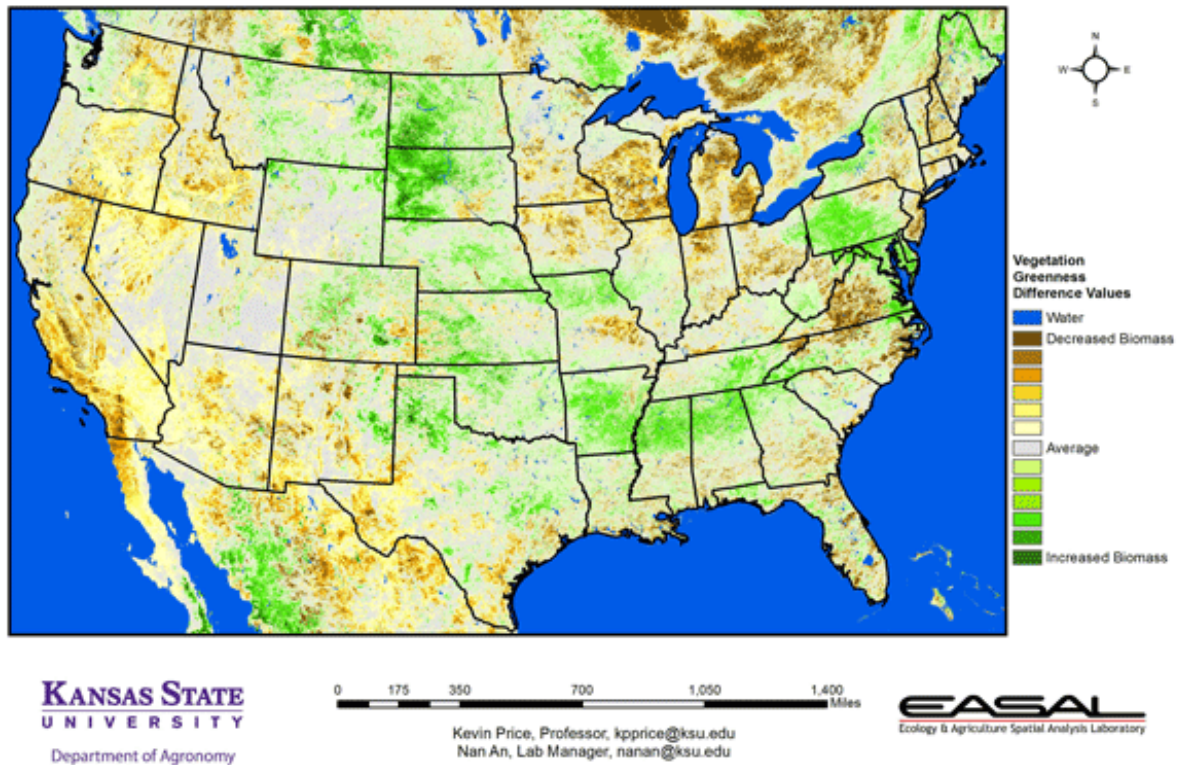 N
W
E
S
Vegetation
Greenness
Difference Values
Water
Decreased Biomass
Average
Increased Biomass
KANSAS STATE
UNIVERSITY
Department of Agronomy
0 175 350 700 1,050 1,400
Miles
Kevin Price, Professor, kpprice@ksu.edu
Nan An, Lab Manager, nanan@ksu.edu
EASAL
Ecology & Agriculture Spatial Analysis Laboratory